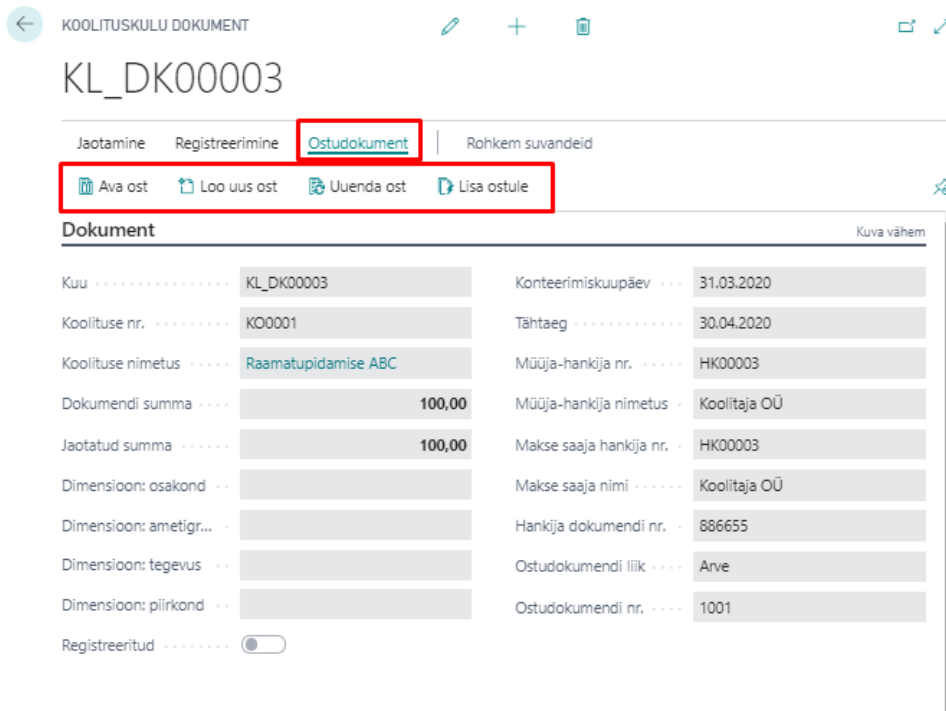 KOOLITUSKULU DOKUMENT
KL_DK00003
Jaotamine Registreerimine Ostudokument Rohkem suvandeid
Ava ost Loo uus ost Uuenda ost Lisa ostule
Dokument Kuva vähem
Kuu KL_DK00003
Koolituse nr. KO0001
Koolituse nimetus Raamatupidamise ABC
Dokumendi summa 100,00
Jaotatud summa 100,00
Dimensioon: osakond
Dimensioon: ametigr...
Dimensioon: tegevus
Dimensioon: piirkond
Registreeritud
Konteerimiskuupäev 31.03.2020
Tähtaeg 30.04.2020
Müüja-hankija nr. HK00003
Müüja-hankija nimetus Koolitaja OÜ
Makse saaja hankija nr. HK00003
Makse saaja nimi Koolitaja OÜ
Hankija dokumendi nr. 886655
Ostudokumendi liik Arve
Ostudokumendi nr. 1001